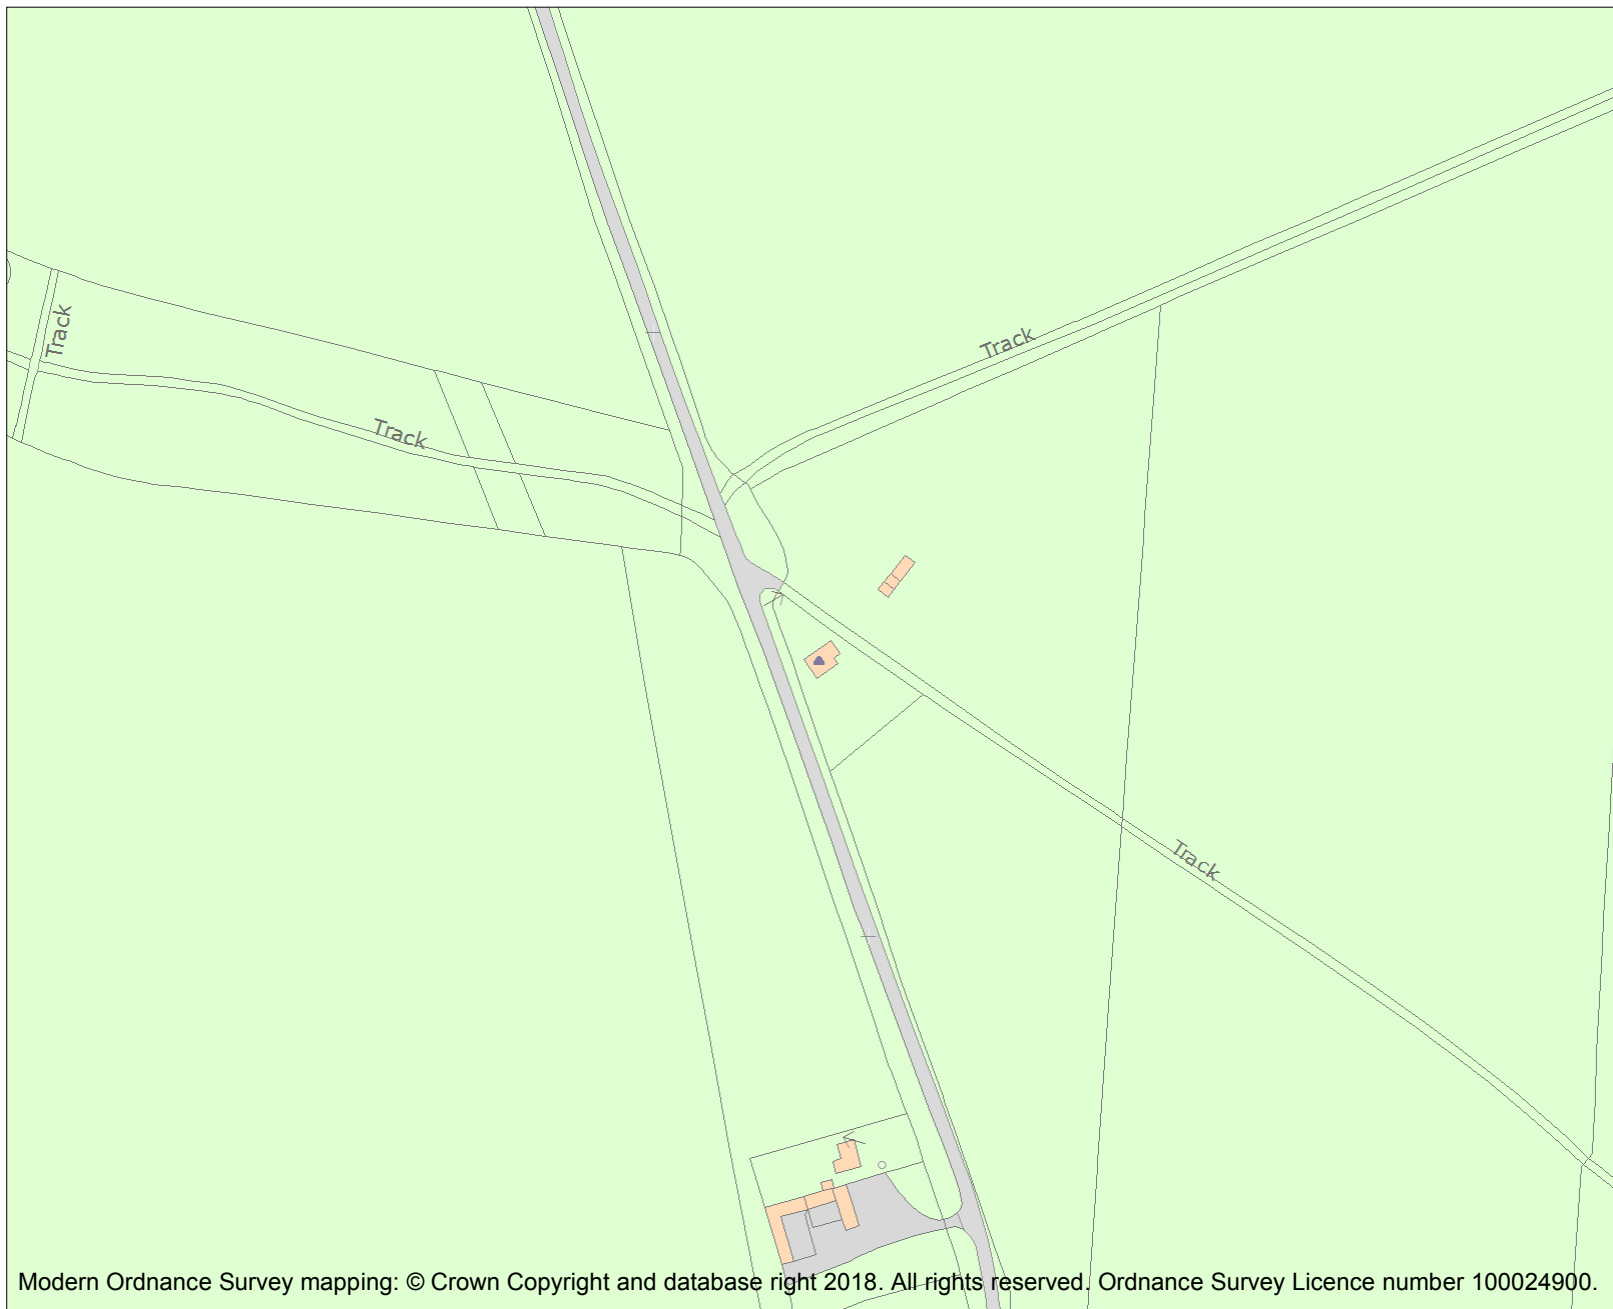 Track
Track
Track
Track
Modern Ordnance Survey mapping: © Crown Copyright and database right 2018. All rights reserved. Ordnance Survey Licence number 100024900.